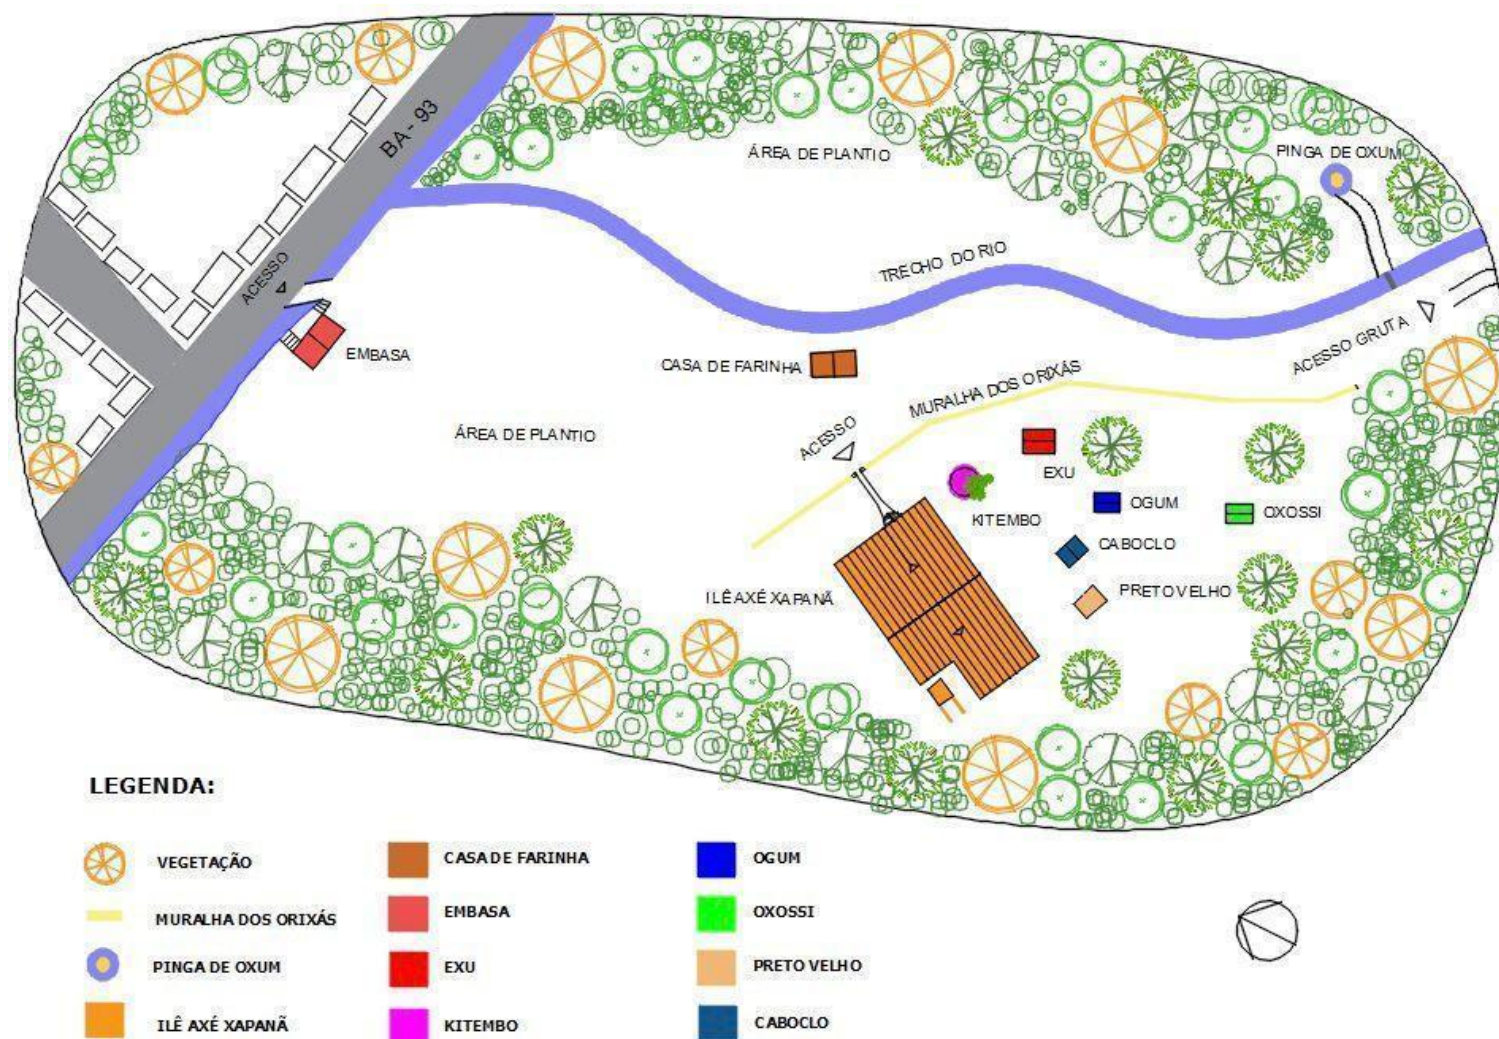 BA - 93
ÁREA DE PLANTIO
PINGA DE OXUM
ACESSO
TRECHO DO RIO
EMBASA
CASA DE FARINHA
ACESSO GRUTA
MURALHA DOS ORIXÁS
ÁREA DE PLANTIO
ACESSO
EXU
KITEMBO
OGUM
OXOSSI
CABOCLO
PRETO VELHO
ILÊ AXÉ XAPANÃ
LEGENDA:
VEGETAÇÃO
MURALHA DOS ORIXÁS
PINGA DE OXUM
ILÊ AXÉ XAPANÃ
CASA DE FARINHA
EMBASA
EXU
KITEMBO
OGUM
OXOSSI
PRETO VELHO
CABOCLO